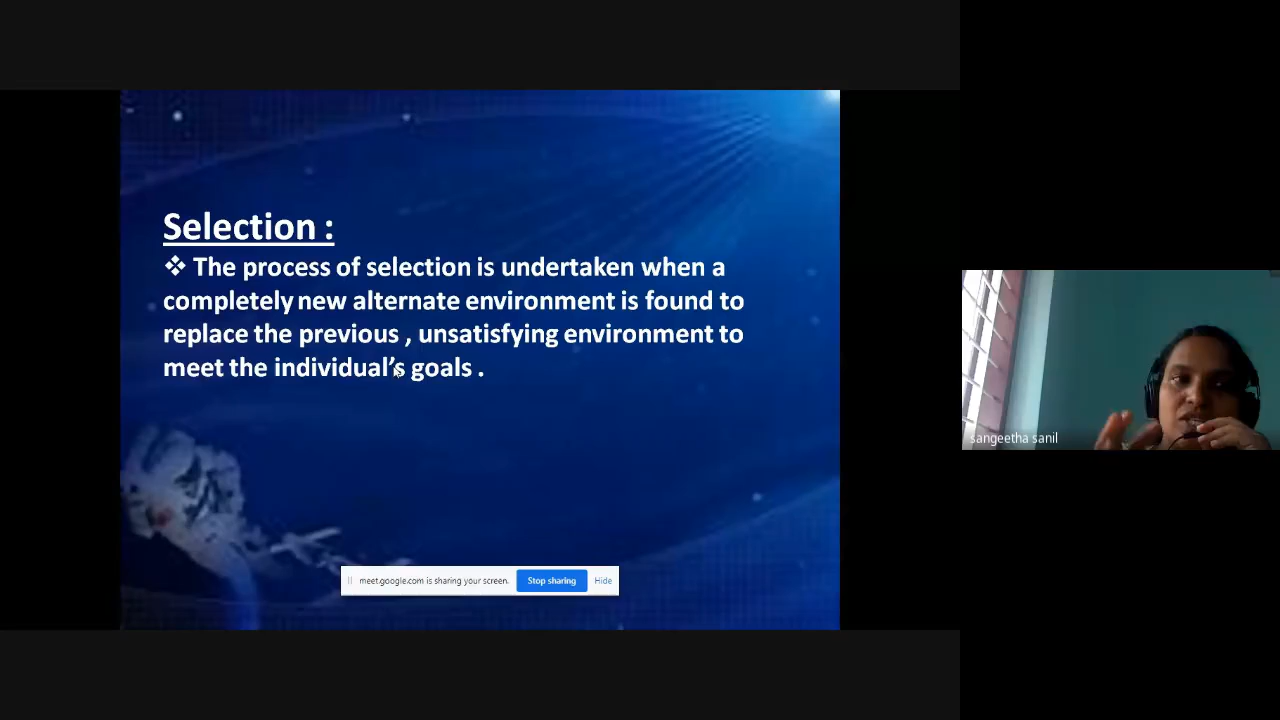 Selection :
❖ The process of selection is undertaken when a
completely new alternate environment is found to
replace the previous , unsatisfying environment to
meet the individual’s goals .
sangeetha sanil
meet.google.com is sharing your screen. Stop sharing Hide